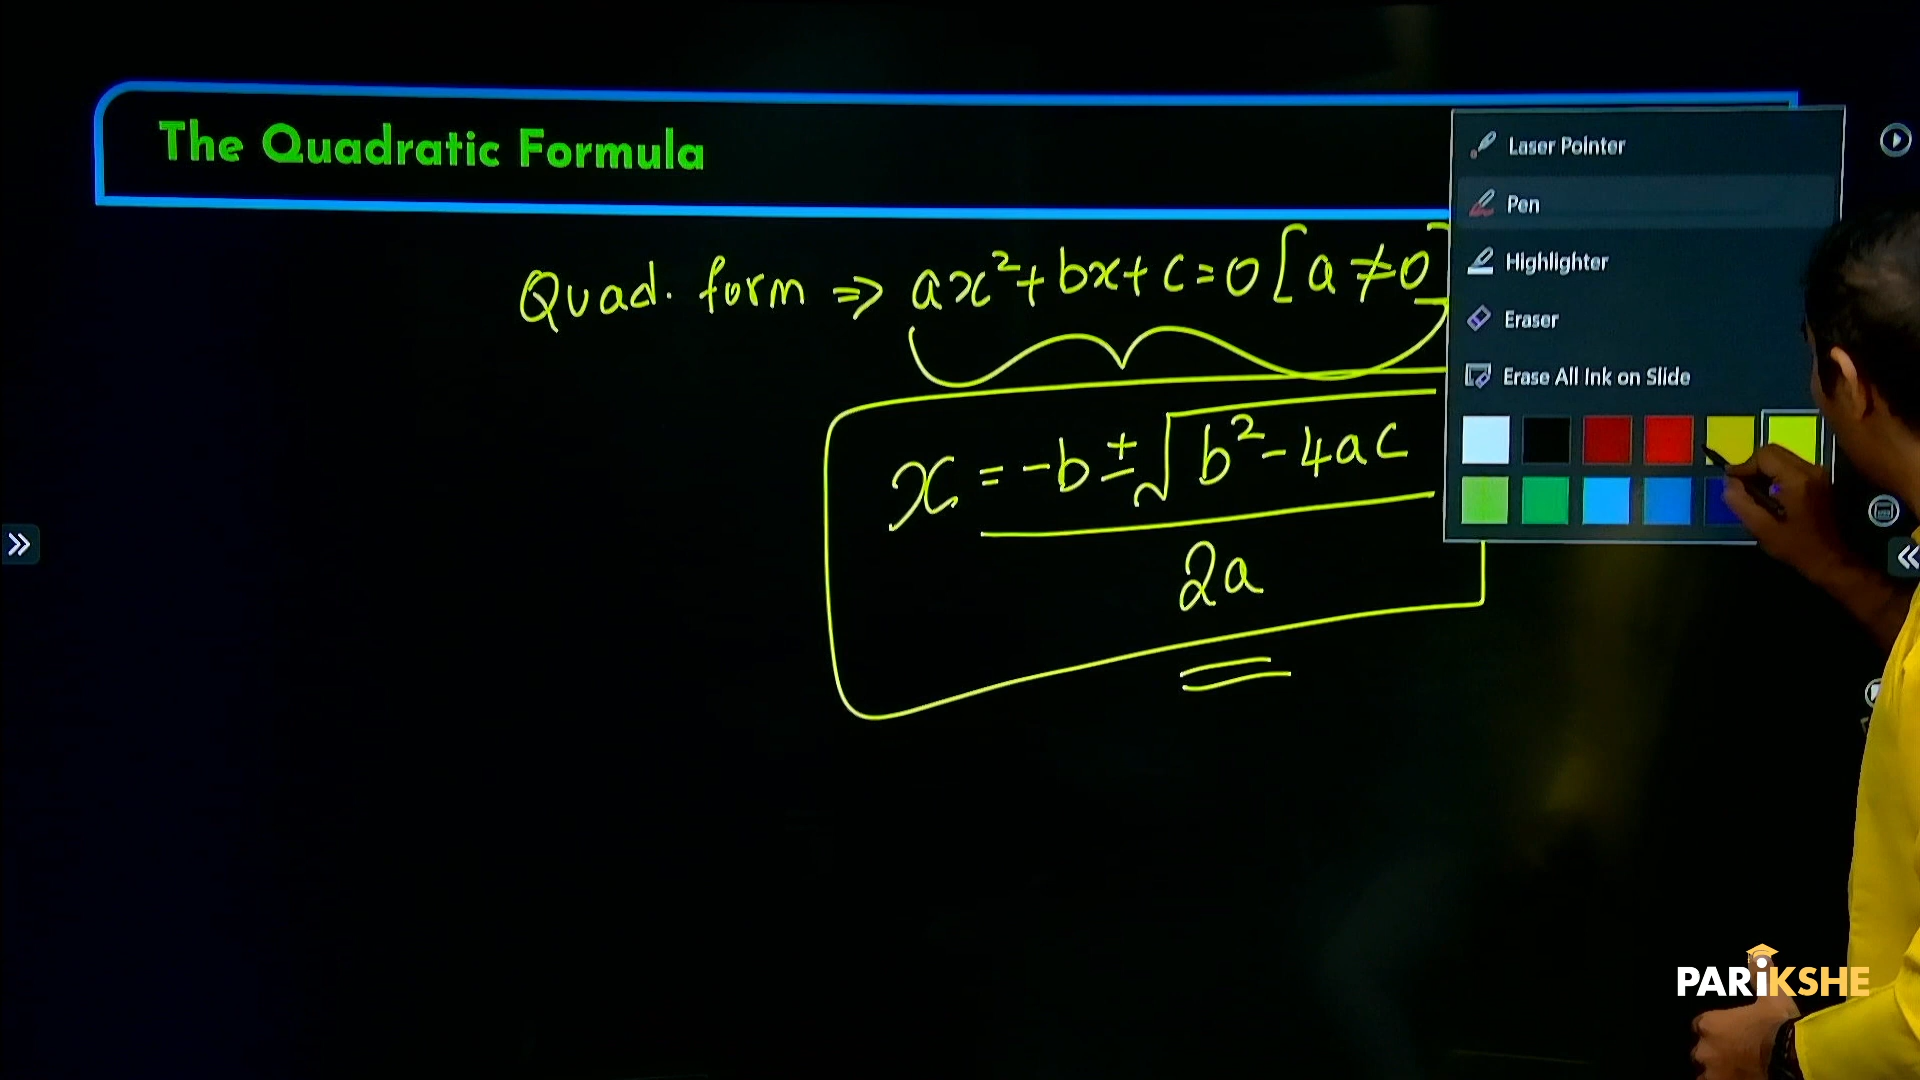 The Quadratic Formula
Quad. form ⇒ ax²+bx+c=0 [a≠0]
x = -b ± √b²-4ac
2a
Laser Pointer
Pen
Highlighter
Eraser
Erase All Ink on Slide
PARiKSHE